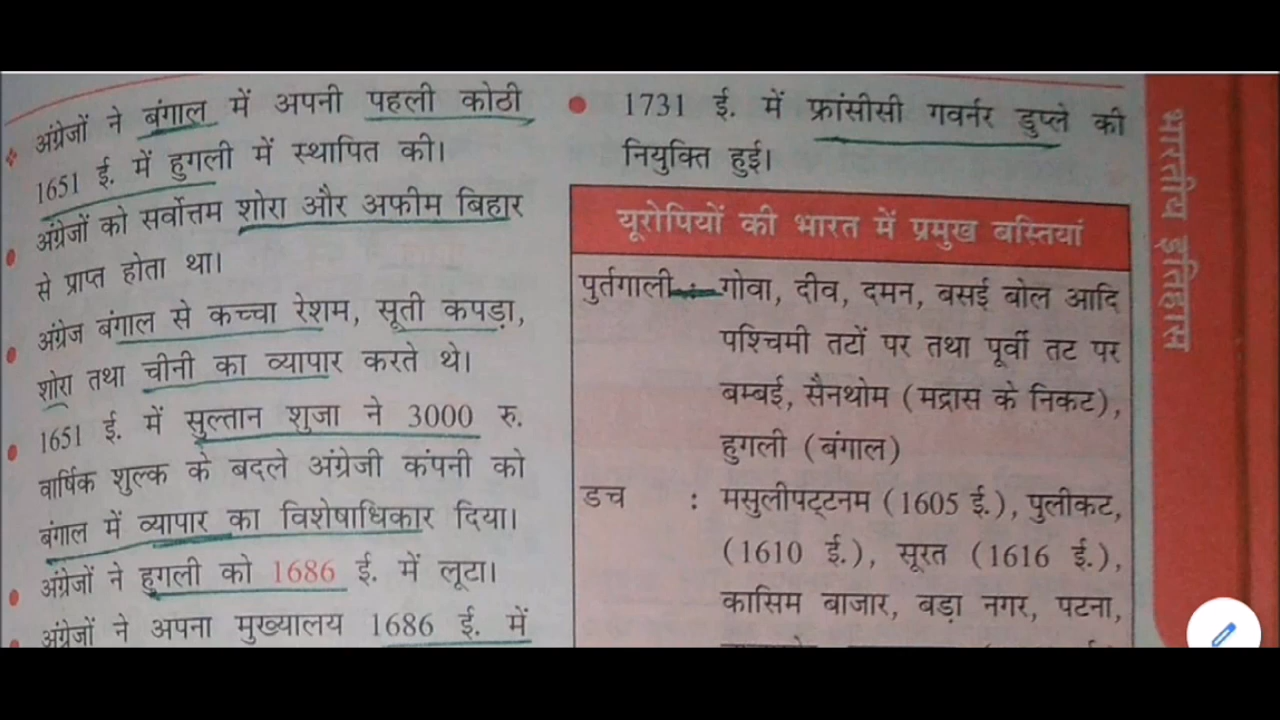 अंग्रेजों ने बंगाल में अपनी पहली कोठी
1651 ई. में हुगली में स्थापित की।
अंग्रेजों को सर्वोत्तम शोरा और अफीम बिहार
से प्राप्त होता था।
अंग्रेज बंगाल से कच्चा रेशम, सूती कपड़ा,
शोरा तथा चीनी का व्यापार करते थे।
1651 ई. में सुल्तान शुजा ने 3000 रु.
वार्षिक शुल्क के बदले अंग्रेजी कंपनी को
बंगाल में व्यापार का विशेषाधिकार दिया।
अंग्रेजों ने हुगली को 1686 ई. में लूटा।
अंग्रेजों ने अपना मुख्यालय 1686 ई. में
1731 ई. में फ्रांसीसी गवर्नर डुप्ले की
नियुक्ति हुई।
यूरोपियों की भारत में प्रमुख बस्तियां
पुर्तगाली : गोवा, दीव, दमन, बसई बोल आदि
पश्चिमी तटों पर तथा पूर्वी तट पर
बम्बई, सैनथोम (मद्रास के निकट),
हुगली (बंगाल)
डच : मसुलीपट्टनम (1605 ई.), पुलीकट,
(1610 ई.), सूरत (1616 ई.),
कासिम बाजार, बड़ा नगर, पटना,
भारतीय इतिहास